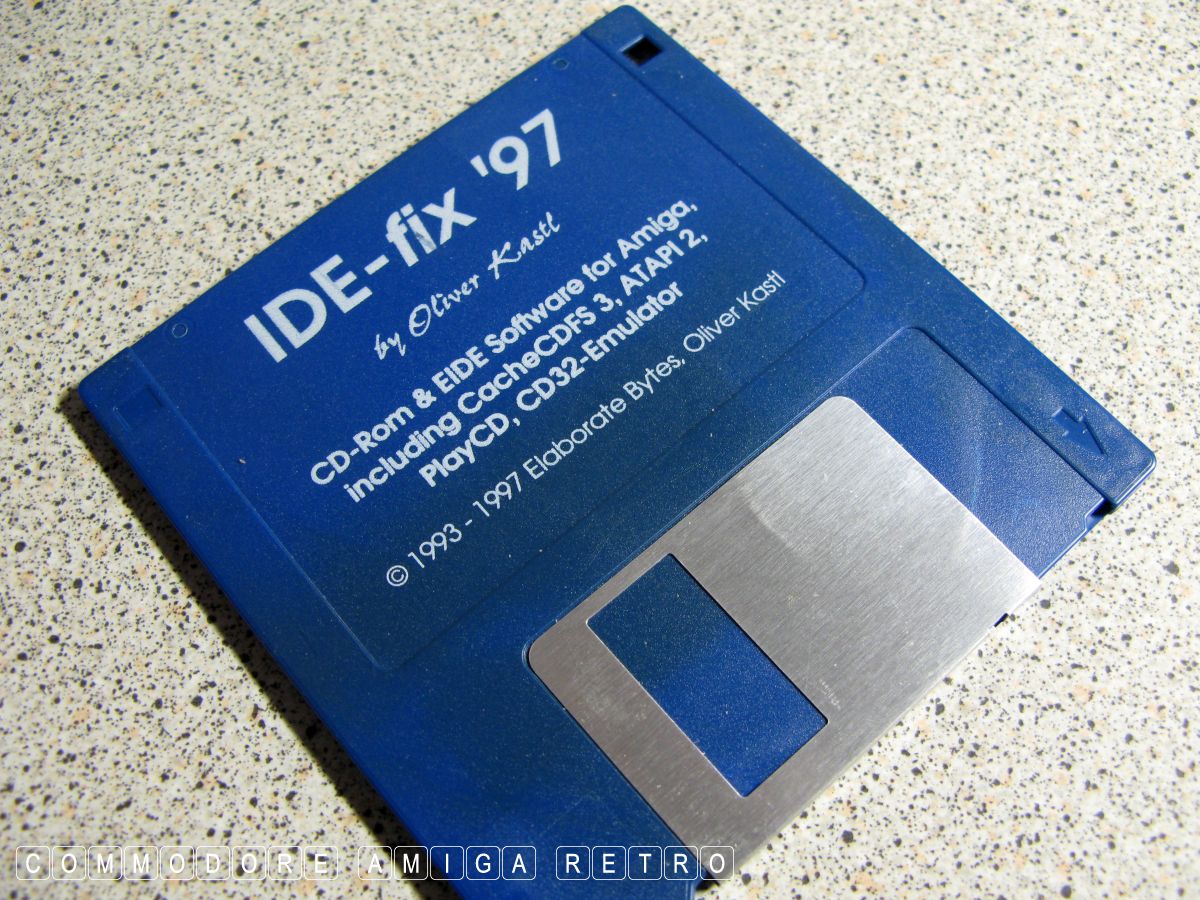 IDE-fix '97
by Oliver Kastl
CD-Rom & EIDE Software for Amiga,
including CacheCDFS 3, ATAPI 2,
PlayCD, CD32-Emulator
© 1993 - 1997 Elaborate Bytes, Oliver Kastl
COMMODORE AMIGA RETRO